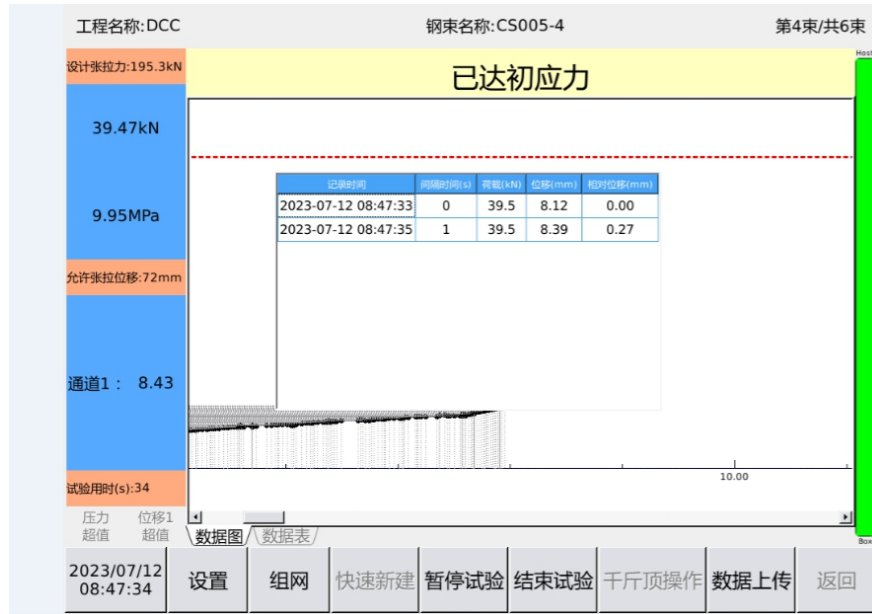 工程名称:DCC 钢束名称:CS005-4 第4束/共6束
Host
设计张拉力:195.3kN
已达初应力
39.47kN
9.95MPa
记录时间 间隔时间(s) 荷载(kN) 位移(mm) 相对位移(mm)
2023-07-12 08:47:33 0 39.5 8.12 0.00
2023-07-12 08:47:35 1 39.5 8.39 0.27
允许张拉位移:72mm
通道1： 8.43
10.00
试验用时(s):34
压力 位移1
超值 超值
数据图 数据表
Box
2023/07/12
08:47:34
设置 组网 快速新建 暂停试验 结束试验 千斤顶操作 数据上传 返回